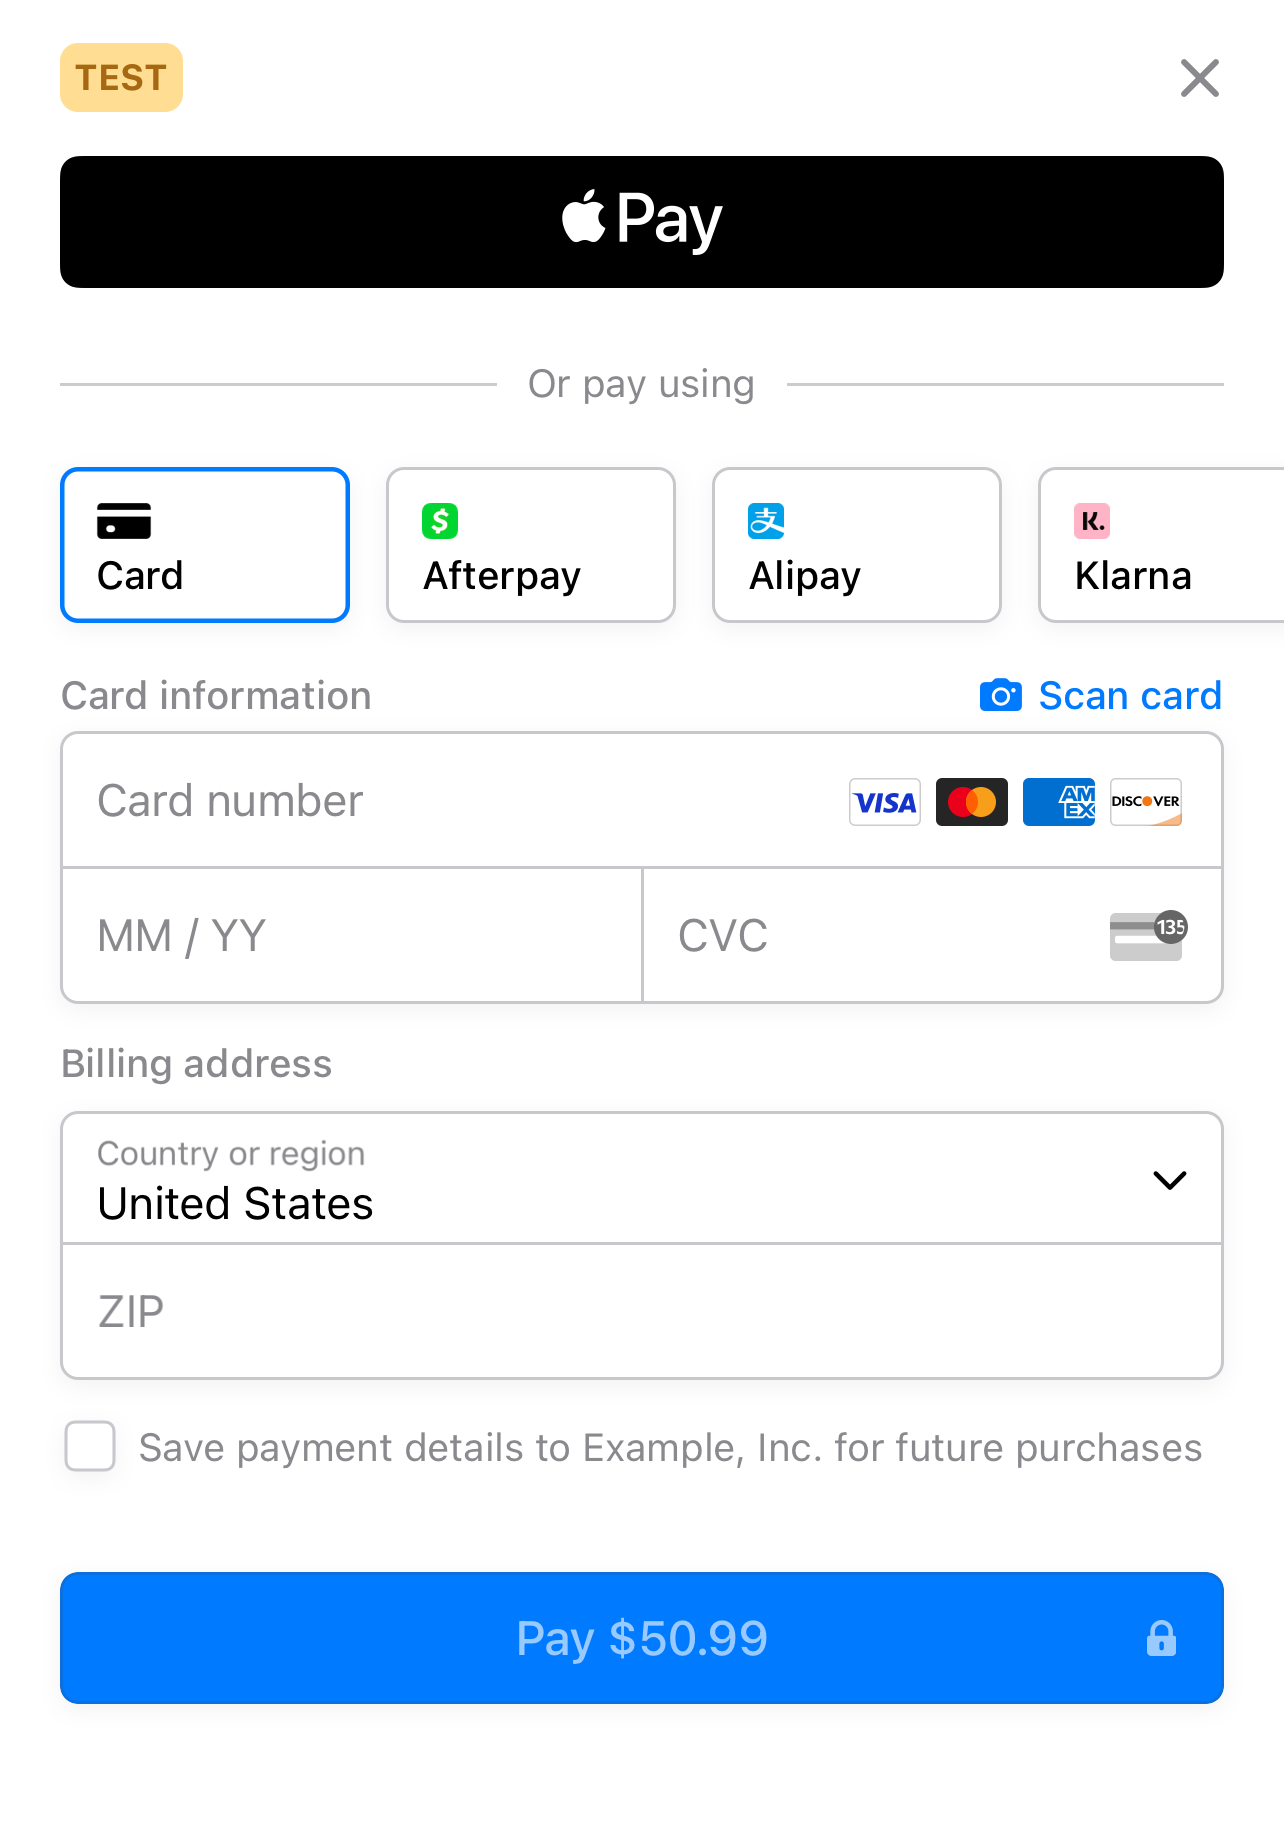 TEST
Pay
Or pay using
Card
Afterpay
支
Alipay
K.
Klarna
Card information
Scan card
Card number
VISA
AM
EX
DISCOVER
MM / YY
CVC
135
Billing address
Country or region
United States
ZIP
Save payment details to Example, Inc. for future purchases
Pay $50.99